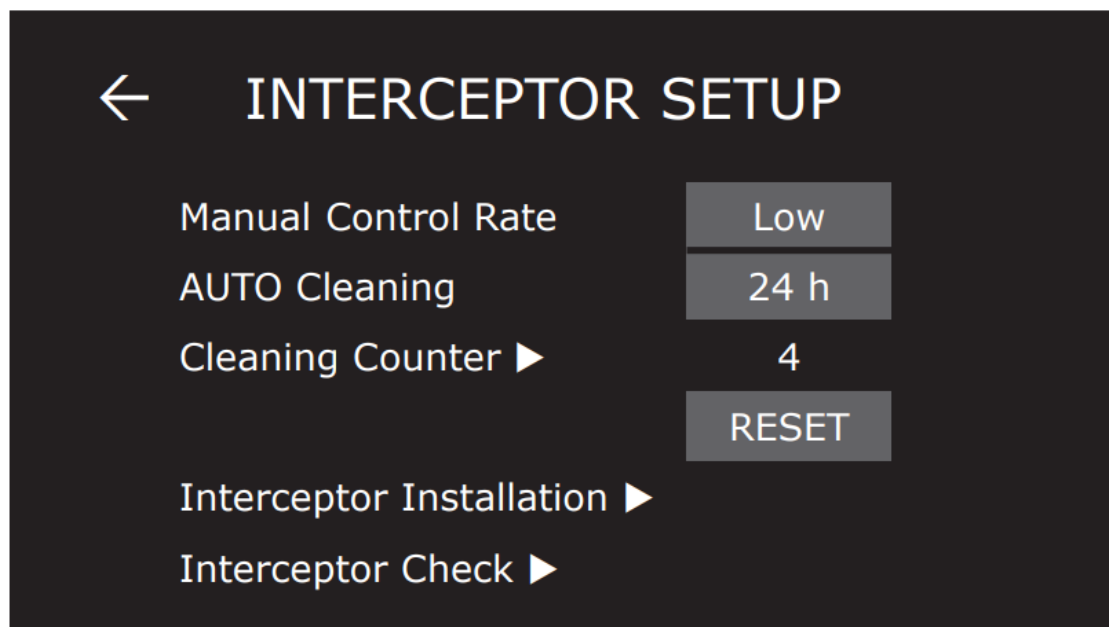 ← INTERCEPTOR SETUP
Manual Control Rate Low
AUTO Cleaning 24 h
Cleaning Counter ▶ 4
RESET
Interceptor Installation ▶
Interceptor Check ▶